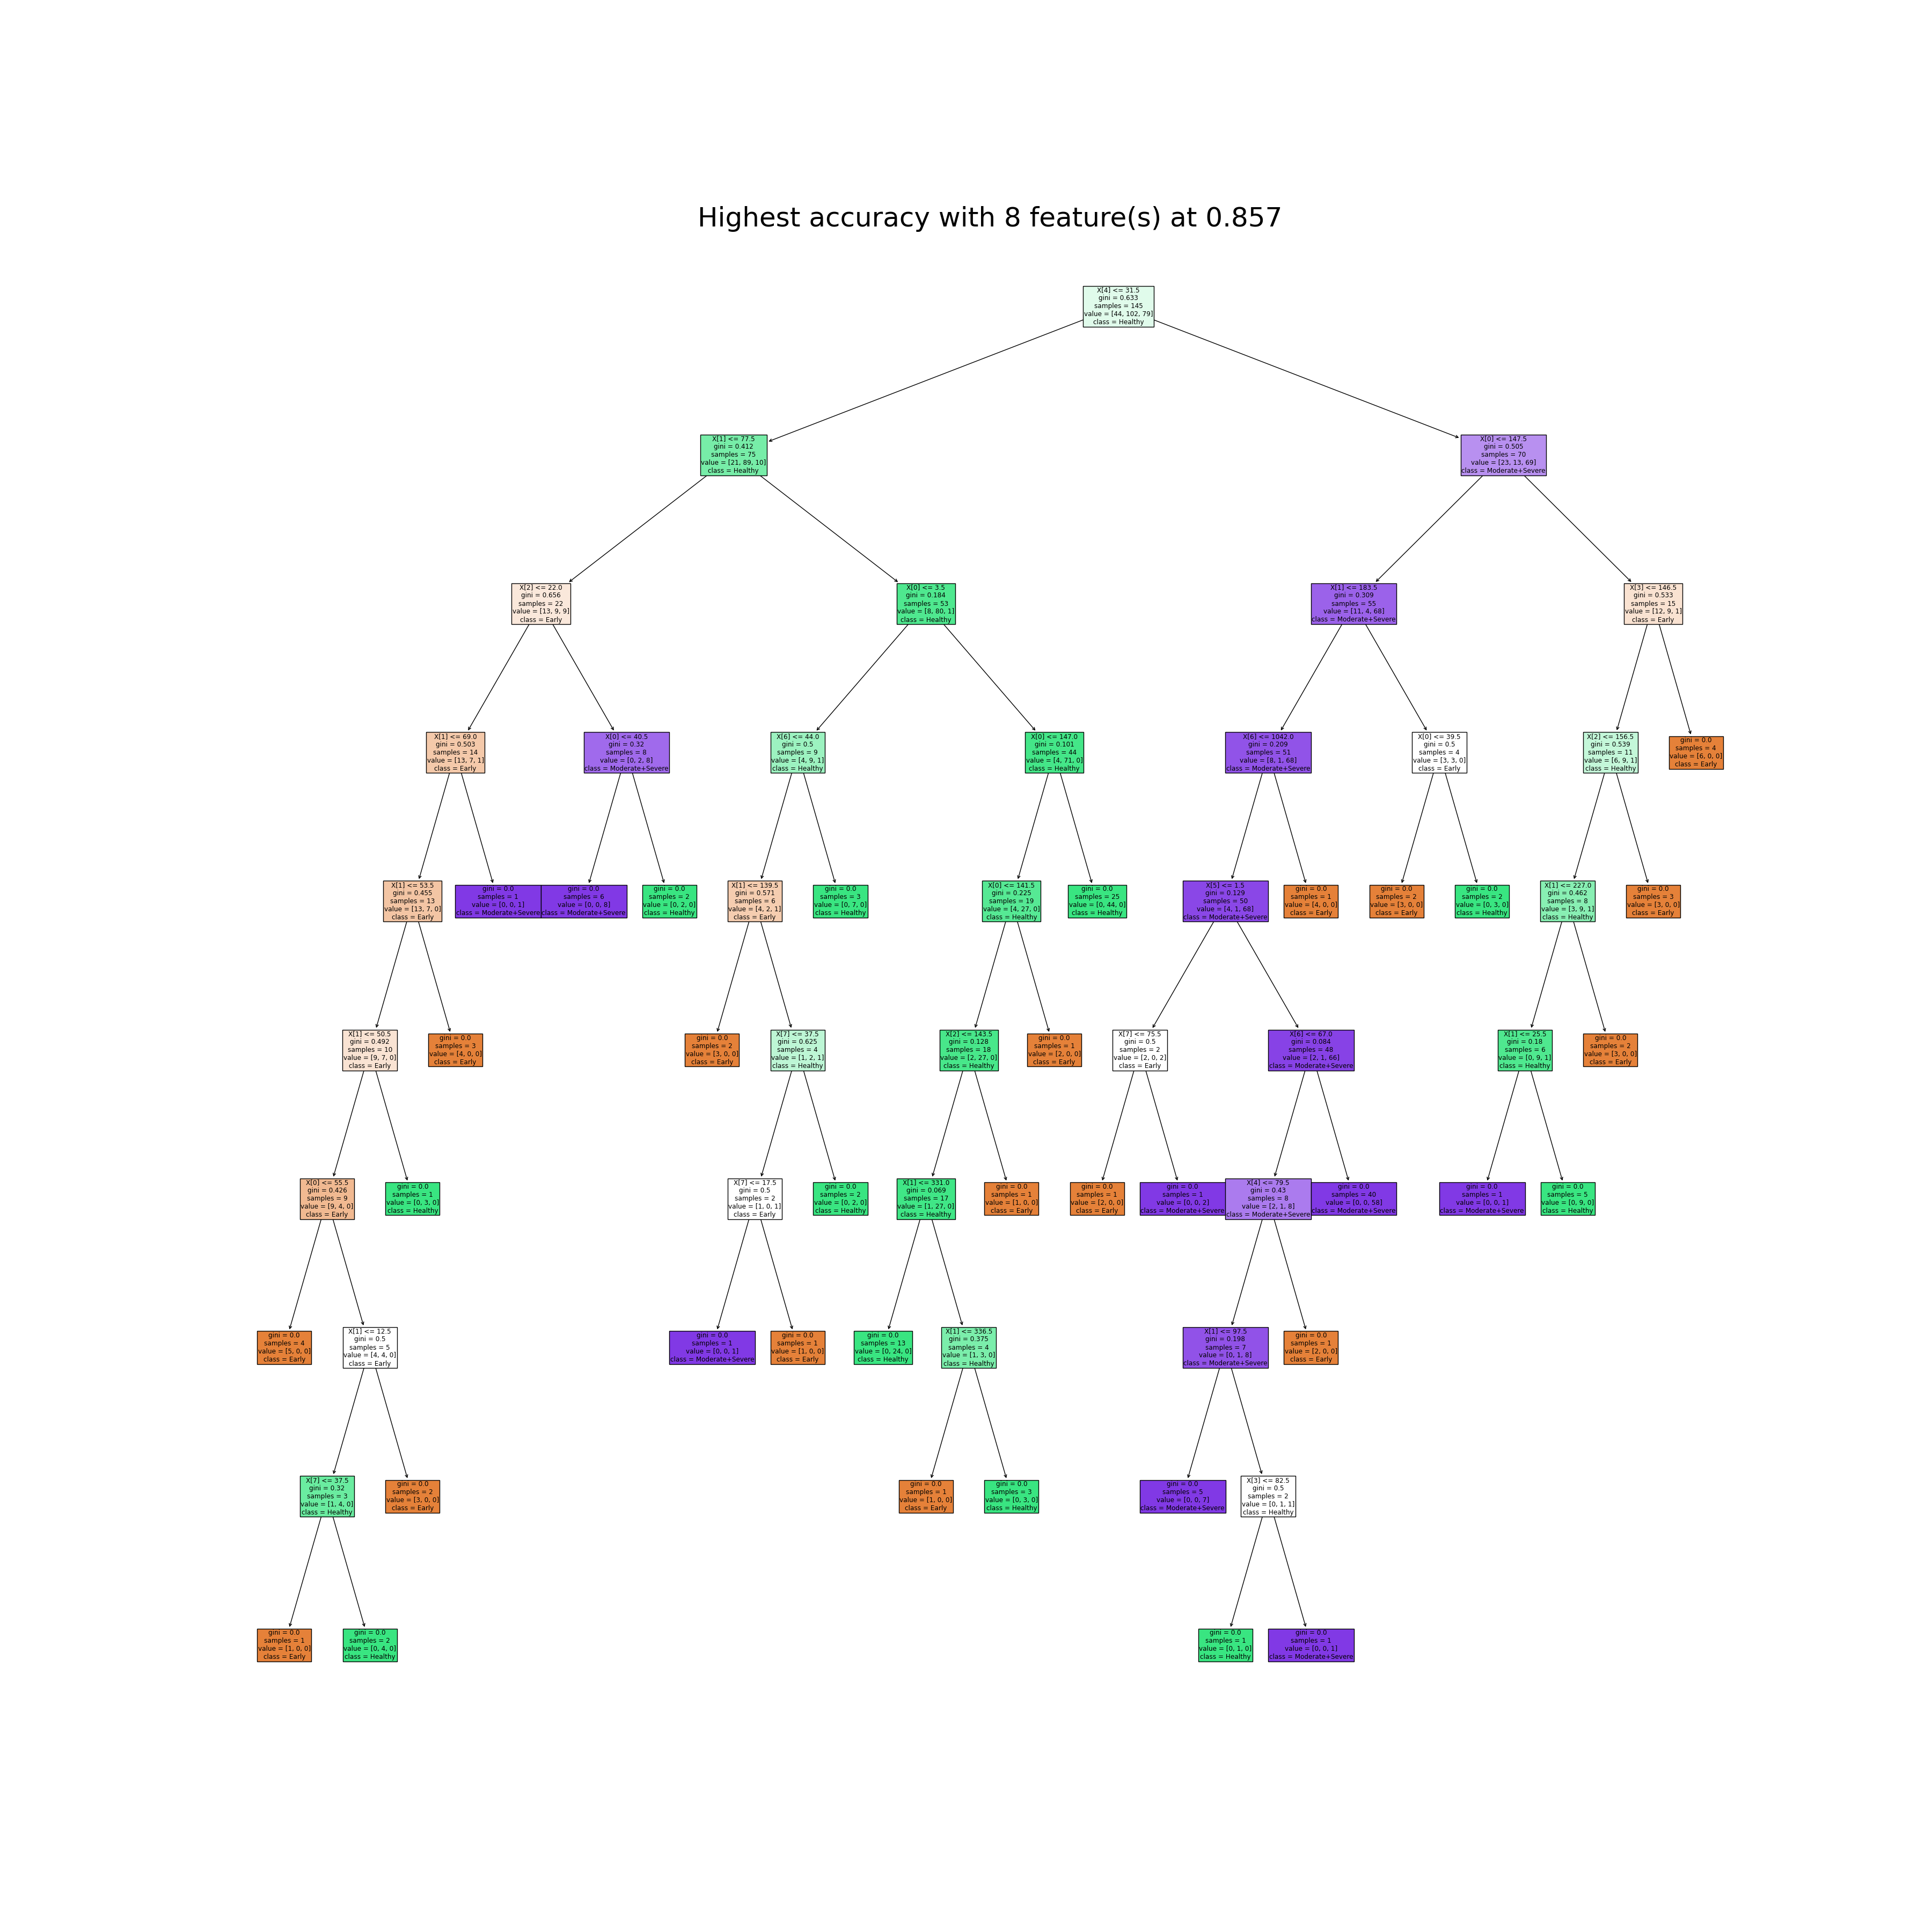 Highest accuracy with 8 feature(s) at 0.857
X[4] <= 31.5
gini = 0.633
samples = 145
value = [44, 102, 79]
class = Healthy
X[1] <= 77.5
gini = 0.412
samples = 75
value = [21, 89, 10]
class = Healthy
X[0] <= 147.5
gini = 0.505
samples = 70
value = [23, 13, 69]
class = Moderate+Severe
X[2] <= 22.0
gini = 0.656
samples = 22
value = [13, 9, 9]
class = Early
X[0] <= 3.5
gini = 0.184
samples = 53
value = [8, 80, 1]
class = Healthy
X[1] <= 183.5
gini = 0.309
samples = 55
value = [11, 4, 68]
class = Moderate+Severe
X[3] <= 146.5
gini = 0.533
samples = 15
value = [12, 9, 1]
class = Early
X[1] <= 69.0
gini = 0.503
samples = 14
value = [13, 7, 1]
class = Early
X[0] <= 40.5
gini = 0.32
samples = 8
value = [0, 2, 8]
class = Moderate+Severe
X[6] <= 44.0
gini = 0.5
samples = 9
value = [4, 9, 1]
class = Healthy
X[0] <= 147.0
gini = 0.101
samples = 44
value = [4, 71, 0]
class = Healthy
X[6] <= 1042.0
gini = 0.209
samples = 51
value = [8, 1, 68]
class = Moderate+Severe
X[0] <= 39.5
gini = 0.5
samples = 4
value = [3, 3, 0]
class = Early
X[2] <= 156.5
gini = 0.539
samples = 11
value = [6, 9, 1]
class = Healthy
gini = 0.0
samples = 4
value = [6, 0, 0]
class = Early
X[1] <= 53.5
gini = 0.455
samples = 13
value = [13, 7, 0]
class = Early
gini = 0.0
samples = 1
value = [0, 0, 1]
class = Moderate+Severe
gini = 0.0
samples = 6
value = [0, 0, 8]
class = Moderate+Severe
gini = 0.0
samples = 2
value = [0, 2, 0]
class = Healthy
X[1] <= 139.5
gini = 0.571
samples = 6
value = [4, 2, 1]
class = Early
gini = 0.0
samples = 3
value = [0, 7, 0]
class = Healthy
X[0] <= 141.5
gini = 0.225
samples = 19
value = [4, 27, 0]
class = Healthy
gini = 0.0
samples = 25
value = [0, 44, 0]
class = Healthy
X[5] <= 1.5
gini = 0.129
samples = 50
value = [4, 1, 68]
class = Moderate+Severe
gini = 0.0
samples = 1
value = [4, 0, 0]
class = Early
gini = 0.0
samples = 2
value = [3, 0, 0]
class = Early
gini = 0.0
samples = 2
value = [0, 3, 0]
class = Healthy
X[1] <= 227.0
gini = 0.462
samples = 8
value = [3, 9, 1]
class = Healthy
gini = 0.0
samples = 3
value = [3, 0, 0]
class = Early
X[1] <= 50.5
gini = 0.492
samples = 10
value = [9, 7, 0]
class = Early
gini = 0.0
samples = 3
value = [4, 0, 0]
class = Early
gini = 0.0
samples = 2
value = [3, 0, 0]
class = Early
X[7] <= 37.5
gini = 0.625
samples = 4
value = [1, 2, 1]
class = Healthy
X[2] <= 143.5
gini = 0.128
samples = 18
value = [2, 27, 0]
class = Healthy
gini = 0.0
samples = 1
value = [2, 0, 0]
class = Early
X[7] <= 75.5
gini = 0.5
samples = 2
value = [2, 0, 2]
class = Early
X[6] <= 67.0
gini = 0.084
samples = 48
value = [2, 1, 66]
class = Moderate+Severe
X[1] <= 25.5
gini = 0.18
samples = 6
value = [0, 9, 1]
class = Healthy
gini = 0.0
samples = 2
value = [3, 0, 0]
class = Early
X[0] <= 55.5
gini = 0.426
samples = 9
value = [9, 4, 0]
class = Early
gini = 0.0
samples = 1
value = [0, 3, 0]
class = Healthy
X[7] <= 17.5
gini = 0.5
samples = 2
value = [1, 0, 1]
class = Early
gini = 0.0
samples = 2
value = [0, 2, 0]
class = Healthy
X[1] <= 331.0
gini = 0.069
samples = 17
value = [1, 27, 0]
class = Healthy
gini = 0.0
samples = 1
value = [1, 0, 0]
class = Early
gini = 0.0
samples = 1
value = [2, 0, 0]
class = Early
gini = 0.0
samples = 1
value = [0, 0, 2]
class = Moderate+Severe
X[4] <= 79.5
gini = 0.43
samples = 8
value = [2, 1, 8]
class = Moderate+Severe
gini = 0.0
samples = 40
value = [0, 0, 58]
class = Moderate+Severe
gini = 0.0
samples = 1
value = [0, 0, 1]
class = Moderate+Severe
gini = 0.0
samples = 5
value = [0, 9, 0]
class = Healthy
gini = 0.0
samples = 4
value = [5, 0, 0]
class = Early
X[1] <= 12.5
gini = 0.5
samples = 5
value = [4, 4, 0]
class = Early
gini = 0.0
samples = 1
value = [0, 0, 1]
class = Moderate+Severe
gini = 0.0
samples = 1
value = [1, 0, 0]
class = Early
gini = 0.0
samples = 13
value = [0, 24, 0]
class = Healthy
X[1] <= 336.5
gini = 0.375
samples = 4
value = [1, 3, 0]
class = Healthy
X[1] <= 97.5
gini = 0.198
samples = 7
value = [0, 1, 8]
class = Moderate+Severe
gini = 0.0
samples = 1
value = [2, 0, 0]
class = Early
X[7] <= 37.5
gini = 0.32
samples = 3
value = [1, 4, 0]
class = Healthy
gini = 0.0
samples = 2
value = [3, 0, 0]
class = Early
gini = 0.0
samples = 1
value = [1, 0, 0]
class = Early
gini = 0.0
samples = 3
value = [0, 3, 0]
class = Healthy
gini = 0.0
samples = 5
value = [0, 0, 7]
class = Moderate+Severe
X[3] <= 82.5
gini = 0.5
samples = 2
value = [0, 1, 1]
class = Healthy
gini = 0.0
samples = 1
value = [1, 0, 0]
class = Early
gini = 0.0
samples = 2
value = [0, 4, 0]
class = Healthy
gini = 0.0
samples = 1
value = [0, 1, 0]
class = Healthy
gini = 0.0
samples = 1
value = [0, 0, 1]
class = Moderate+Severe